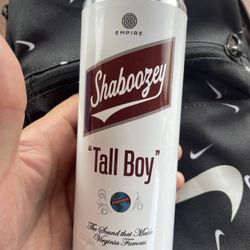 EMPIRE
Shaboozey
"Tall Boy"
The Sound that Made
Virginia Famous